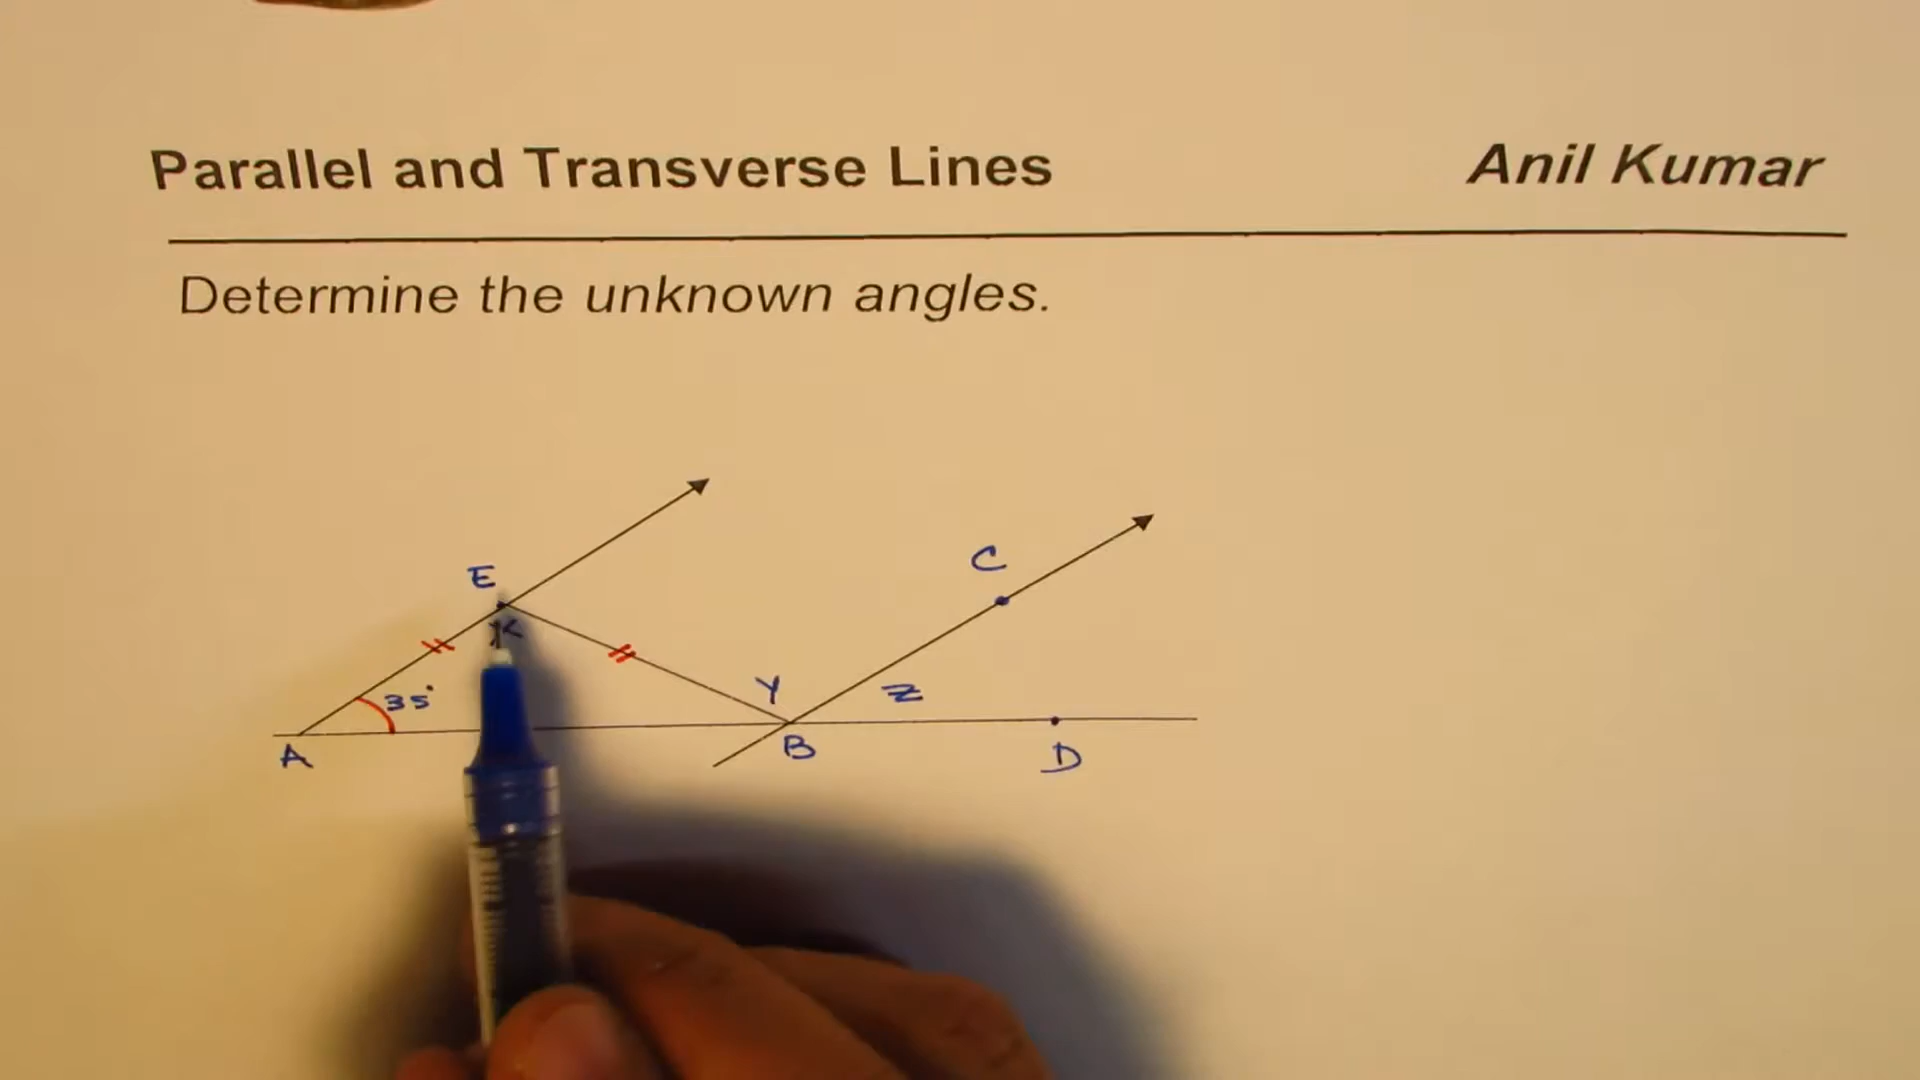 Parallel and Transverse Lines Anil Kumar
Determine the unknown angles.
E
C
35°
Y
Z
A
B
D